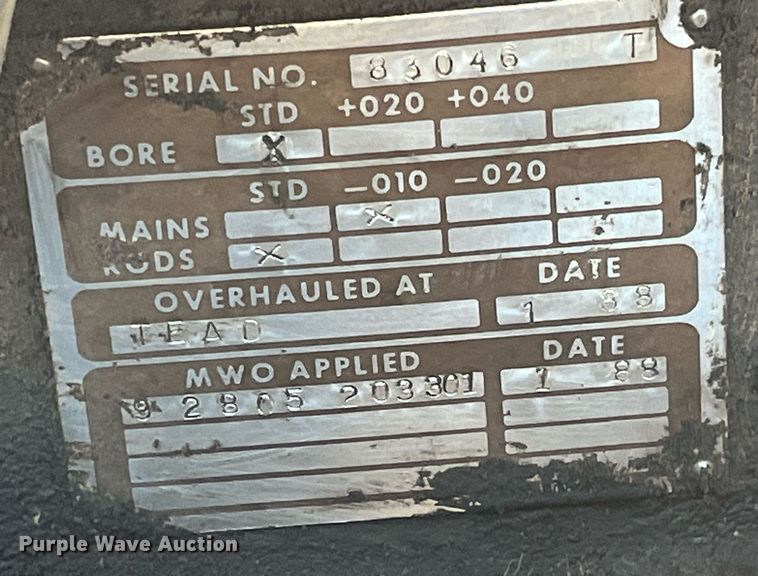 SERIAL NO. 83046 T
STD +020 +040
BORE X
STD -010 -020
MAINS X
RODS X
OVERHAULED AT DATE
TEAD 1 88
MWO APPLIED DATE
9 2805 203301 1 88
Purple Wave Auction